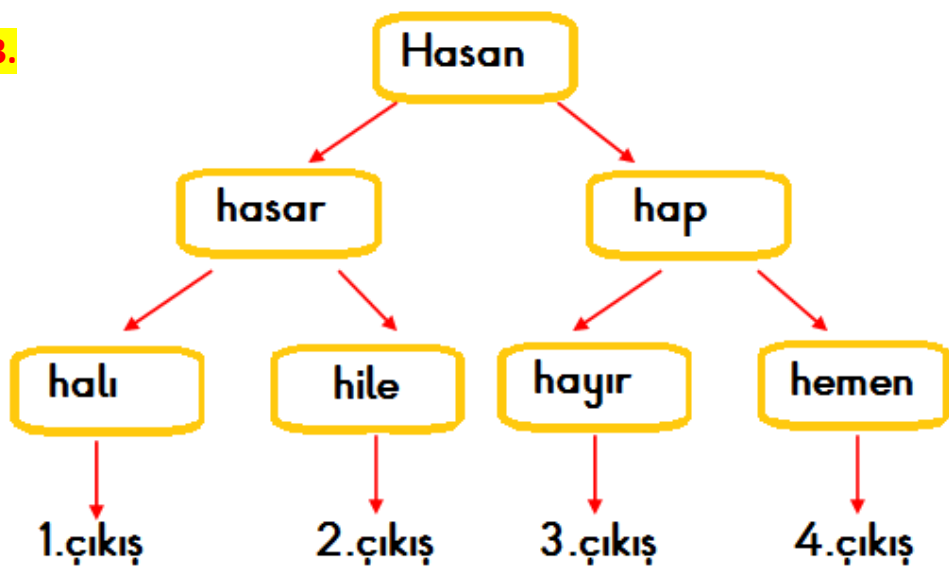 3.
Hasan
hasar hap
halı hile hayır hemen
1.çıkış 2.çıkış 3.çıkış 4.çıkış